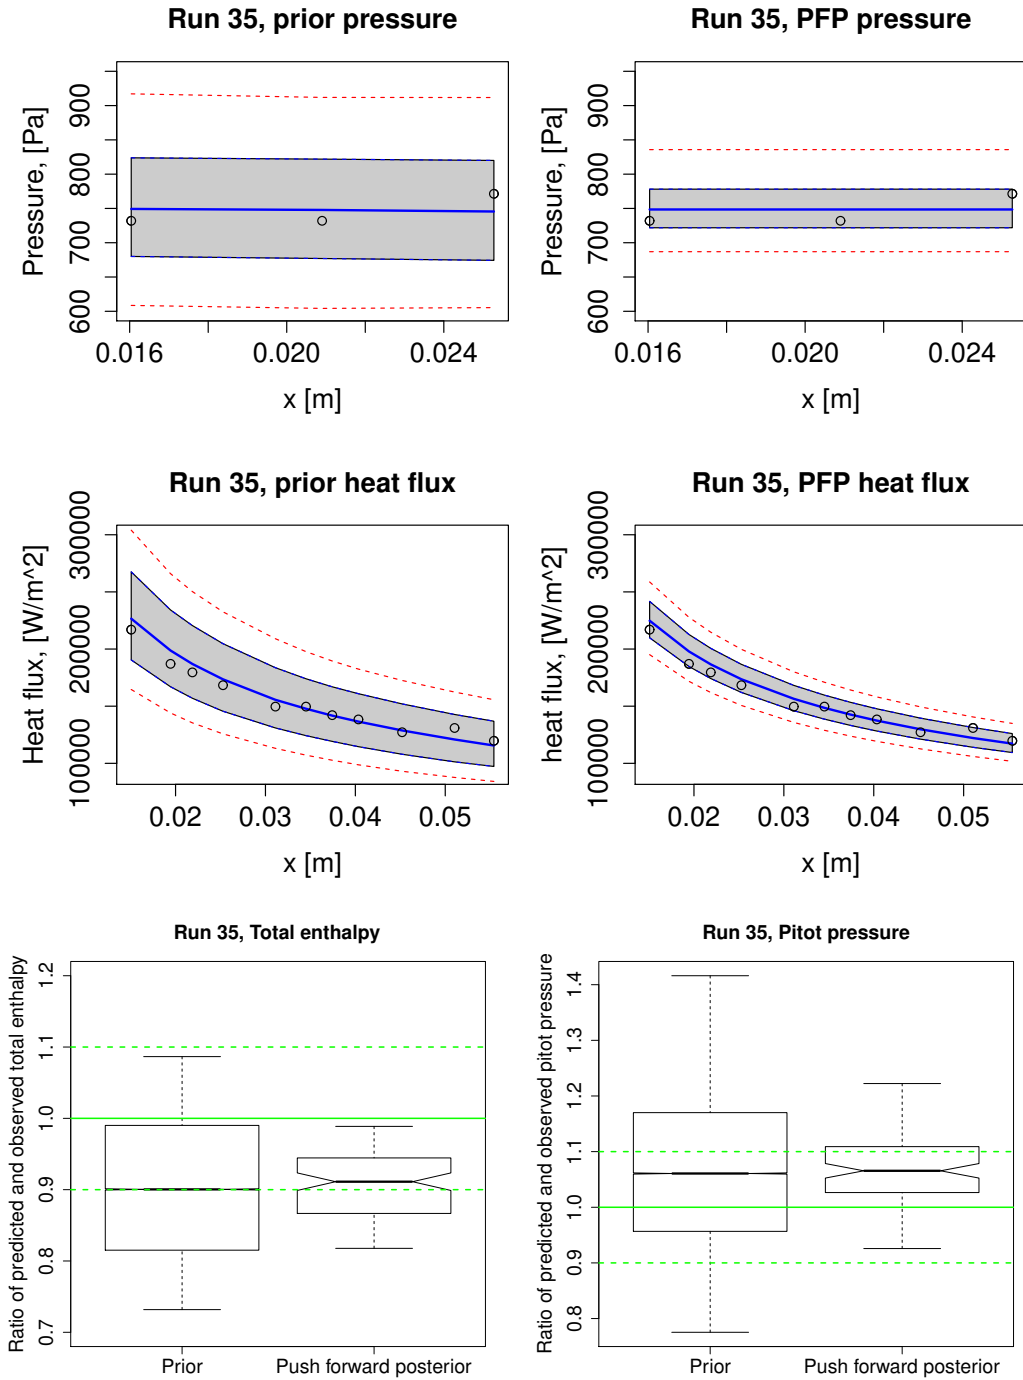 Run 35, prior pressure
Pressure, [Pa]
600 700 800 900
0.016 0.020 0.024
x [m]
Run 35, PFP pressure
Pressure, [Pa]
600 700 800 900
0.016 0.020 0.024
x [m]
Run 35, prior heat flux
Heat flux, [W/m^2]
100000 200000 300000
0.02 0.03 0.04 0.05
x [m]
Run 35, PFP heat flux
heat flux, [W/m^2]
100000 200000 300000
0.02 0.03 0.04 0.05
x [m]
Run 35, Total enthalpy
Ratio of predicted and observed total enthalpy
0.7 0.8 0.9 1.0 1.1 1.2
Prior Push forward posterior
Run 35, Pitot pressure
Ratio of predicted and observed pitot pressure
0.8 0.9 1.0 1.1 1.2 1.3 1.4
Prior Push forward posterior